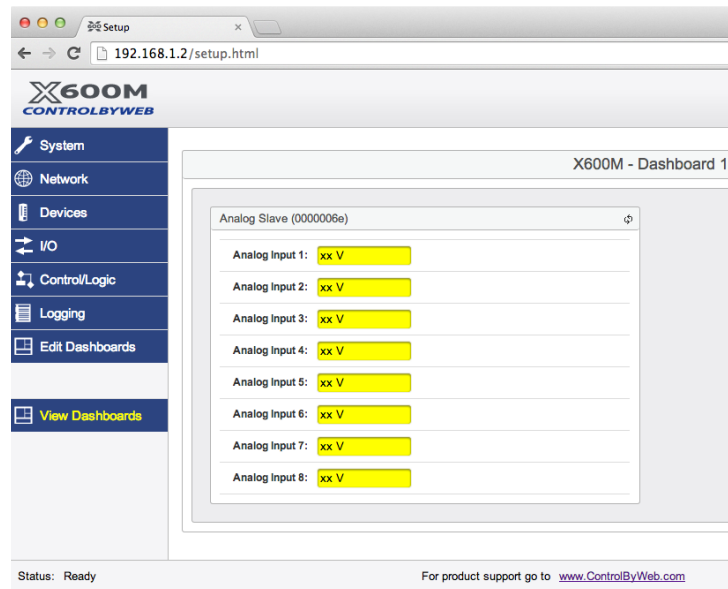 Setup
192.168.1.2/setup.html
X600M
CONTROLBYWEB
System
Network
Devices
I/O
Control/Logic
Logging
Edit Dashboards
View Dashboards
X600M - Dashboard 1
Analog Slave (0000006e)
Analog Input 1: xx V
Analog Input 2: xx V
Analog Input 3: xx V
Analog Input 4: xx V
Analog Input 5: xx V
Analog Input 6: xx V
Analog Input 7: xx V
Analog Input 8: xx V
Status: Ready
For product support go to www.ControlByWeb.com